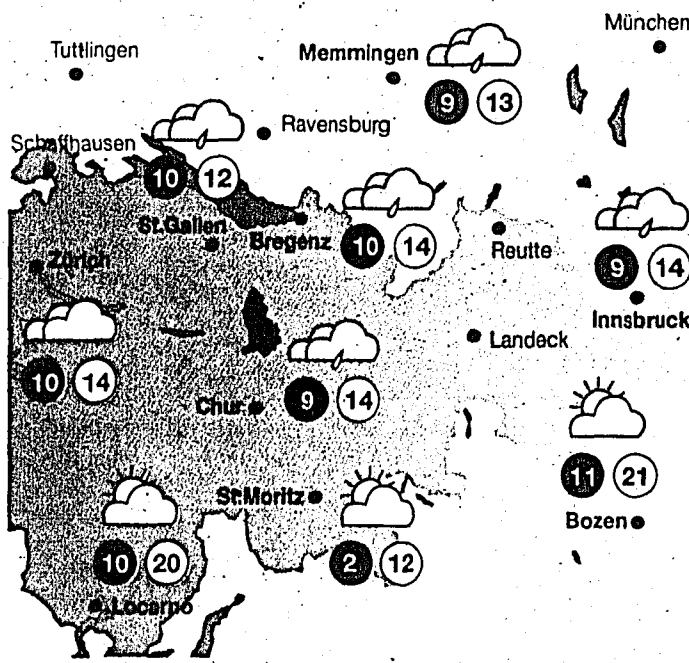 München
Tuttlingen
Memmingen
9 13
Ravensburg
Schaffhausen
10 12
St.Gallen
Bregenz
10 14
Reutte
Zürich
9 14
Innsbruck
Landeck
10 14
9 14
Chur
11 21
St.Moritz
Bozen
10 20
2 12
Locarno